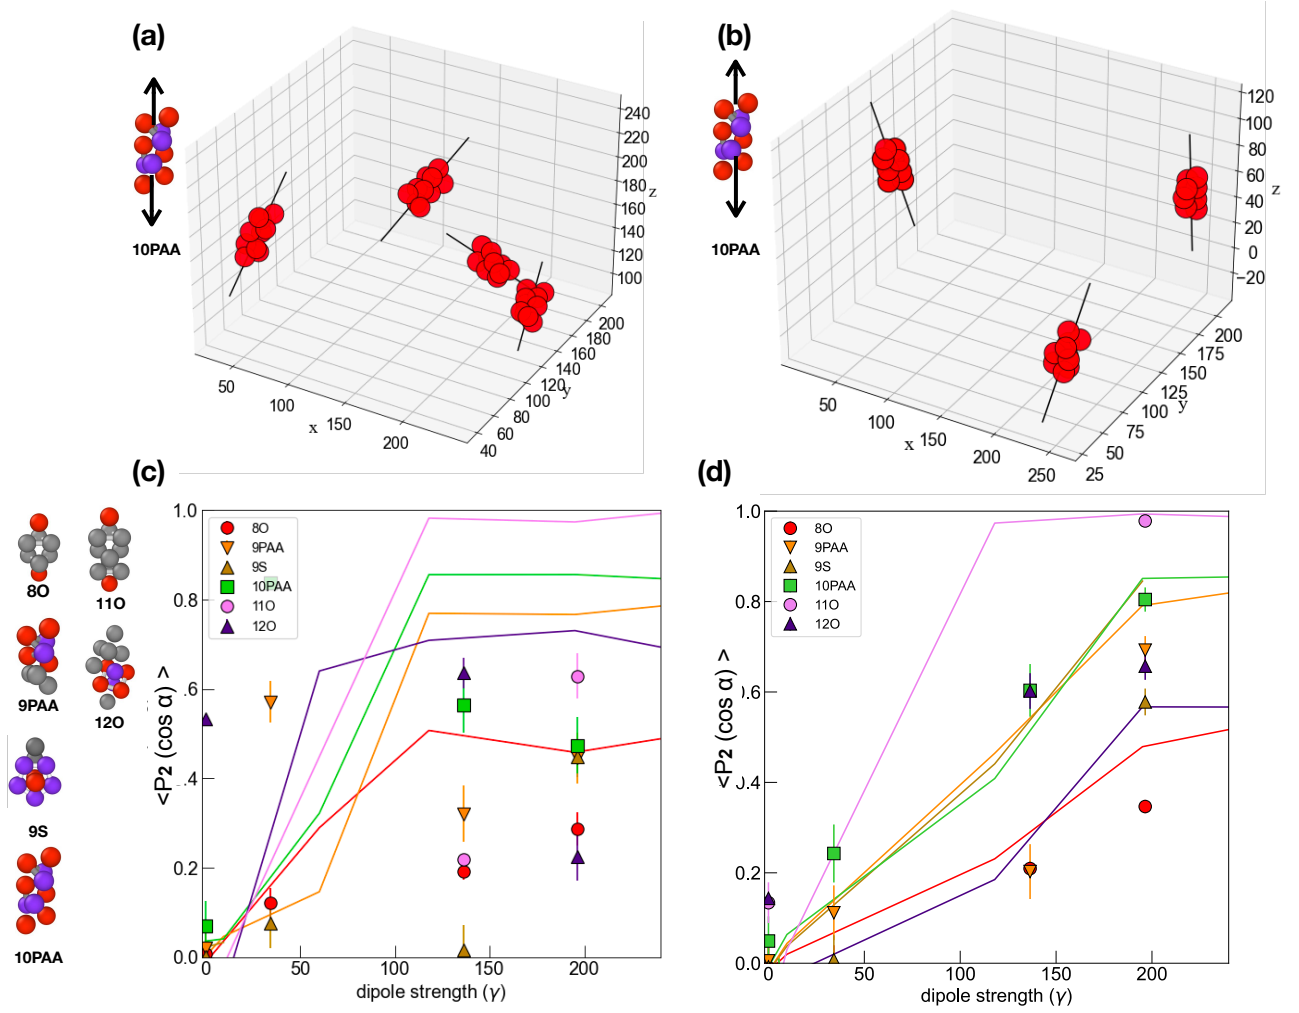 (a)
10PAA
240
220
200
180
160
140
120
100
z
50
100
x 150
200
40
60
80
100
120
y
140
160
180
200
(b)
10PAA
120
100
80
60
40
20
0
−20
z
50
100
x 150
200
250
25
50
75
100
125
y
150
175
200
8O
11O
9PAA
12O
9S
10PAA
(c)
1.0
0.8
.6
.4
0.2
0.0
<P2 (cos α) >
8O
9PAA
9S
10PAA
11O
12O
0 50 100 150 200
dipole strength (γ)
(d)
1.0
0.8
0.6
0.4
0.2
0.0
<P2 (cos α) >
8O
9PAA
9S
10PAA
11O
12O
0 50 100 150 200
dipole strength (γ)